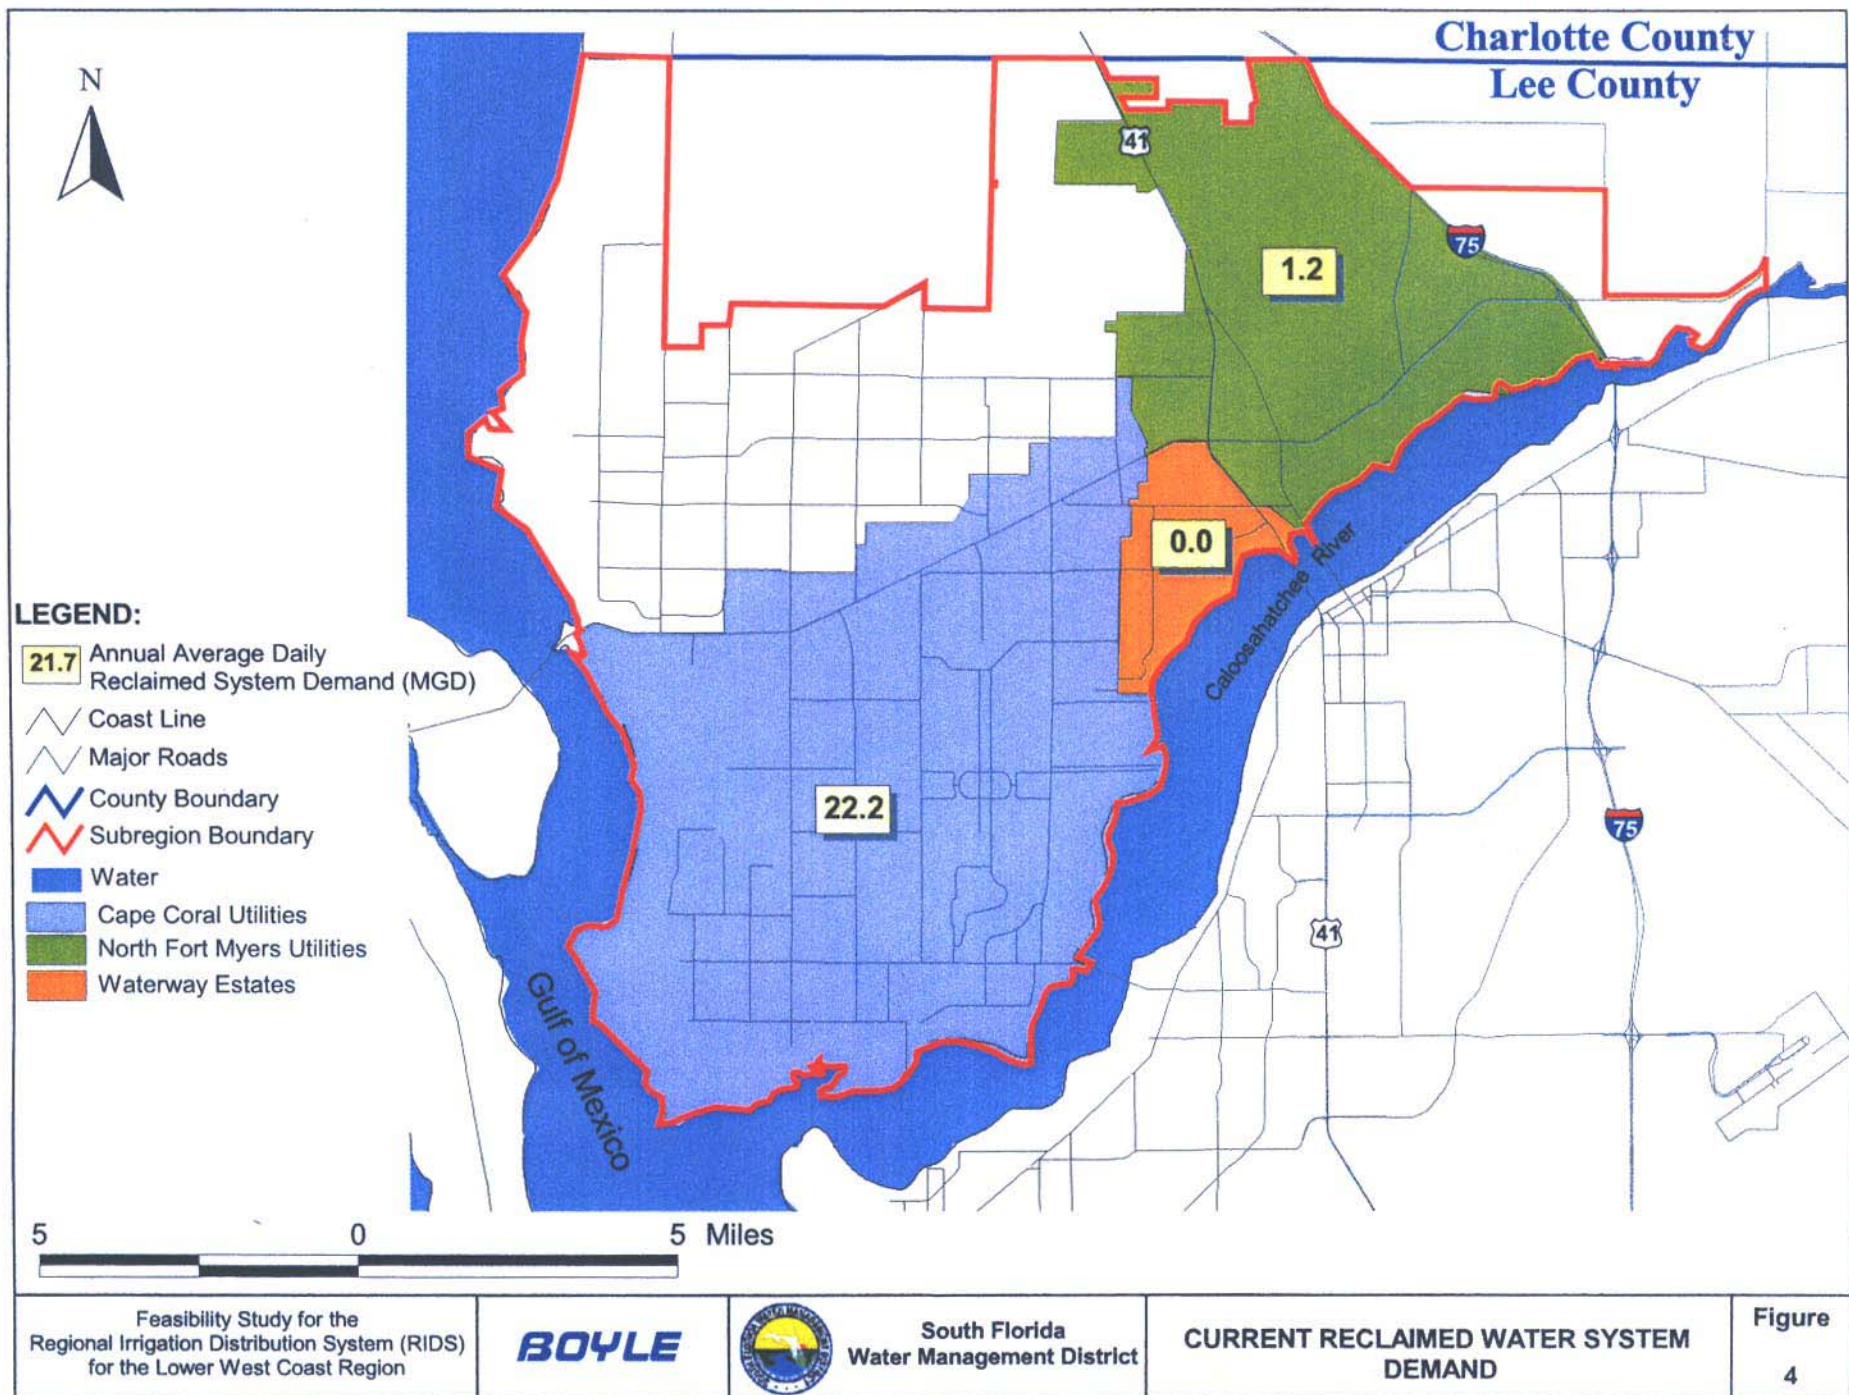 Charlotte County
Lee County
N
41
75
1.2
0.0
Caloosahatchee River
LEGEND:
21.7 Annual Average Daily
Reclaimed System Demand (MGD)
Coast Line
Major Roads
County Boundary
Subregion Boundary
Water
Cape Coral Utilities
North Fort Myers Utilities
Waterway Estates
22.2
75
41
Gulf of Mexico
5 0 5 Miles
Feasibility Study for the
Regional Irrigation Distribution System (RIDS)
for the Lower West Coast Region
BOYLE
South Florida
Water Management District
CURRENT RECLAIMED WATER SYSTEM
DEMAND
Figure
4